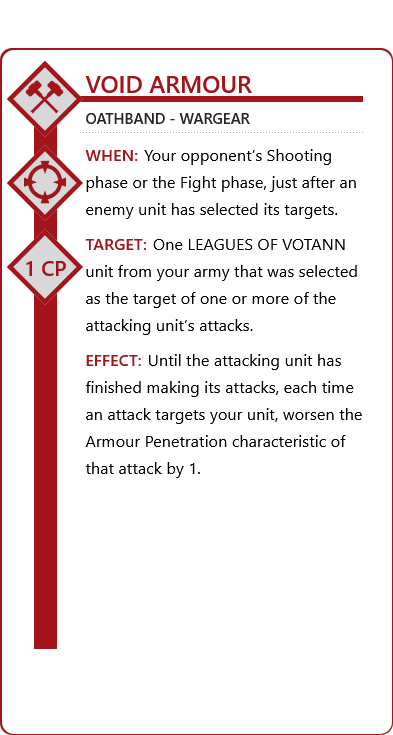 VOID ARMOUR
OATHBAND - WARGEAR
WHEN: Your opponent's Shooting
phase or the Fight phase, just after an
enemy unit has selected its targets.
1 CP
TARGET: One LEAGUES OF VOTANN
unit from your army that was selected
as the target of one or more of the
attacking unit's attacks.
EFFECT: Until the attacking unit has
finished making its attacks, each time
an attack targets your unit, worsen the
Armour Penetration characteristic of
that attack by 1.